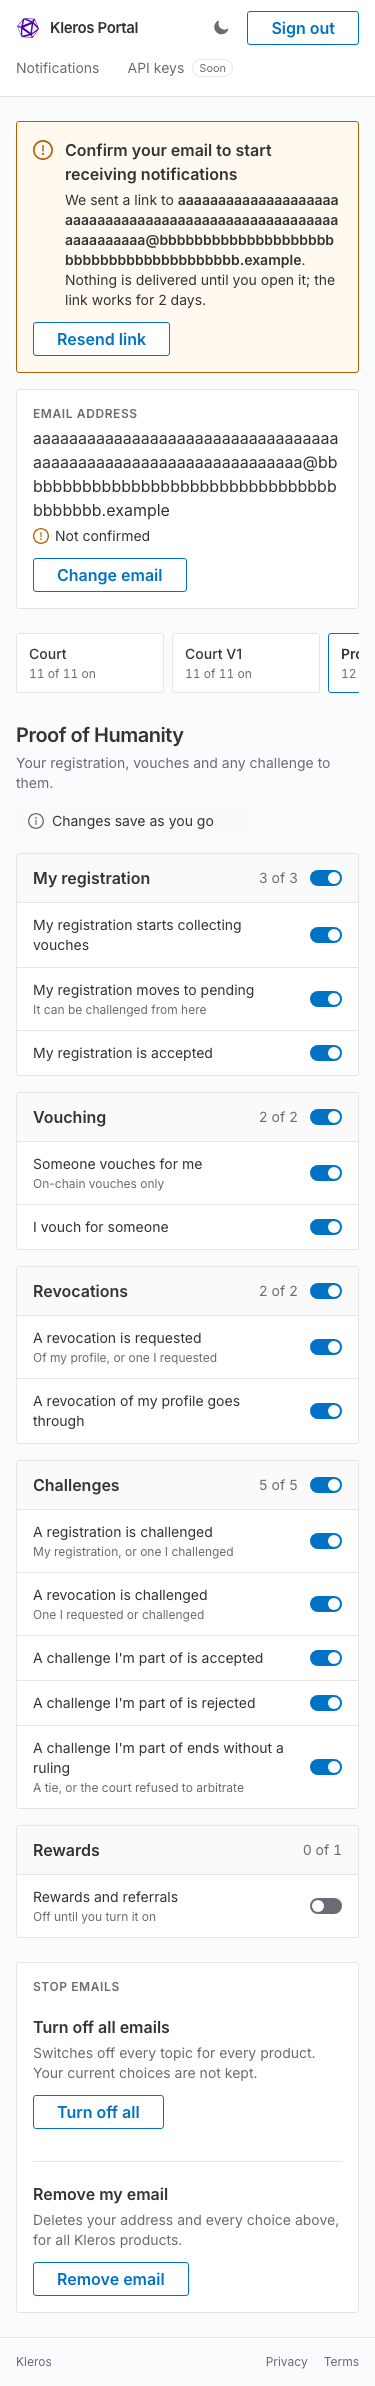 Kleros Portal
Sign out
Notifications
API keys
Soon
Confirm your email to start
receiving notifications
We sent a link to aaaaaaaaaaaaaaaaaaaa
aaaaaaaaaaaaaaaaaaaaaaaaaaaaaaaaaa
aaaaaaaaaa@bbbbbbbbbbbbbbbbbbbb
bbbbbbbbbbbbbbbbbbbb.example.
Nothing is delivered until you open it; the
link works for 2 days.
Resend link
EMAIL ADDRESS
aaaaaaaaaaaaaaaaaaaaaaaaaaaaaaaaaa
aaaaaaaaaaaaaaaaaaaaaaaaaaaaaa@bb
bbbbbbbbbbbbbbbbbbbbbbbbbbbbbbb
bbbbbbb.example
Not confirmed
Change email
Court
11 of 11 on
Court V1
11 of 11 on
Pro
12
Proof of Humanity
Your registration, vouches and any challenge to
them.
Changes save as you go
My registration
3 of 3
My registration starts collecting
vouches
My registration moves to pending
It can be challenged from here
My registration is accepted
Vouching
2 of 2
Someone vouches for me
On-chain vouches only
I vouch for someone
Revocations
2 of 2
A revocation is requested
Of my profile, or one I requested
A revocation of my profile goes
through
Challenges
5 of 5
A registration is challenged
My registration, or one I challenged
A revocation is challenged
One I requested or challenged
A challenge I'm part of is accepted
A challenge I'm part of is rejected
A challenge I'm part of ends without a
ruling
A tie, or the court refused to arbitrate
Rewards
0 of 1
Rewards and referrals
Off until you turn it on
STOP EMAILS
Turn off all emails
Switches off every topic for every product.
Your current choices are not kept.
Turn off all
Remove my email
Deletes your address and every choice above,
for all Kleros products.
Remove email
Kleros
Privacy
Terms